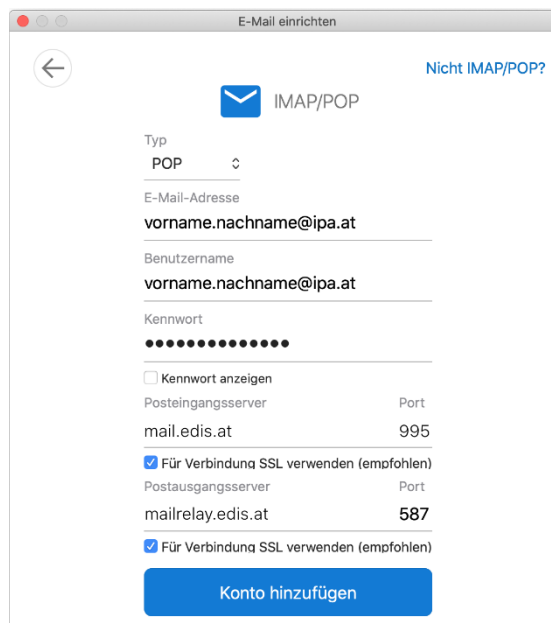 E-Mail einrichten
Nicht IMAP/POP?
IMAP/POP
Typ
POP
E-Mail-Adresse
vorname.nachname@ipa.at
Benutzername
vorname.nachname@ipa.at
Kennwort
••••••••••••••
Kennwort anzeigen
Posteingangsserver Port
mail.edis.at 995
Für Verbindung SSL verwenden (empfohlen)
Postausgangsserver Port
mailrelay.edis.at 587
Für Verbindung SSL verwenden (empfohlen)
Konto hinzufügen